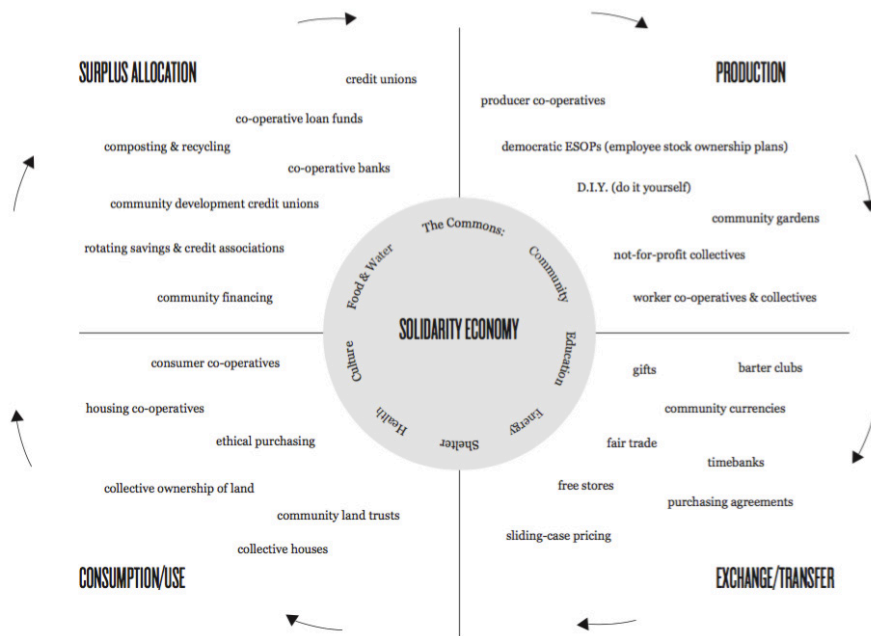 SURPLUS ALLOCATION
credit unions
co-operative loan funds
composting & recycling
co-operative banks
community development credit unions
rotating savings & credit associations
community financing
PRODUCTION
producer co-operatives
democratic ESOPs (employee stock ownership plans)
D.I.Y. (do it yourself)
community gardens
not-for-profit collectives
worker co-operatives & collectives
The Commons:
Community
Education
Energy
Shelter
Health
Culture
Food & Water
SOLIDARITY ECONOMY
consumer co-operatives
housing co-operatives
ethical purchasing
collective ownership of land
community land trusts
collective houses
CONSUMPTION/USE
gifts
barter clubs
community currencies
fair trade
timebanks
free stores
purchasing agreements
sliding-case pricing
EXCHANGE/TRANSFER